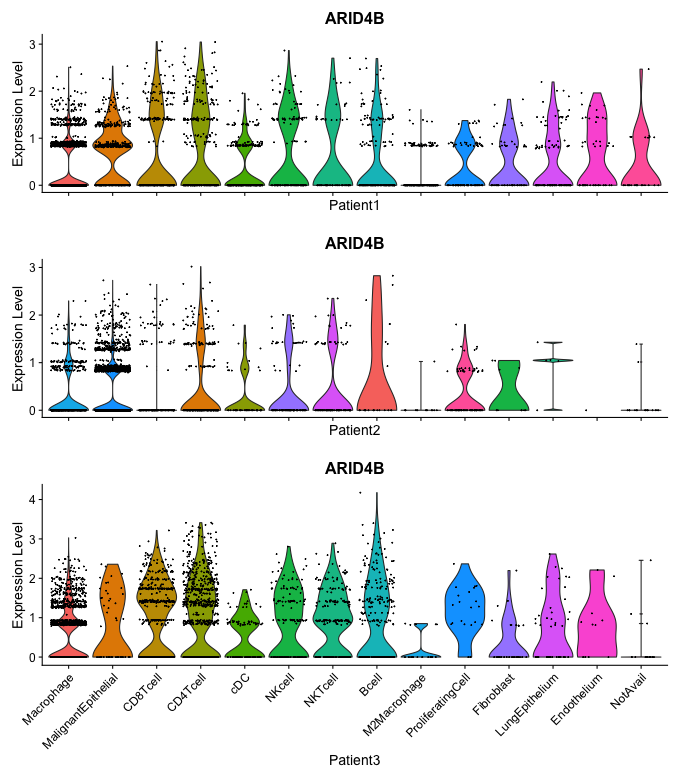 ARID4B
Expression Level
3
2
1
0
Patient1
ARID4B
Expression Level
3
2
1
0
Patient2
ARID4B
Expression Level
4
3
2
1
0
Macrophage
MalignantEpithelial
CD8Tcell
CD4Tcell
cDC
NKcell
NKTcell
Bcell
M2Macrophage
ProliferatingCell
Fibroblast
LungEpithelium
Endothelium
NotAvail
Patient3